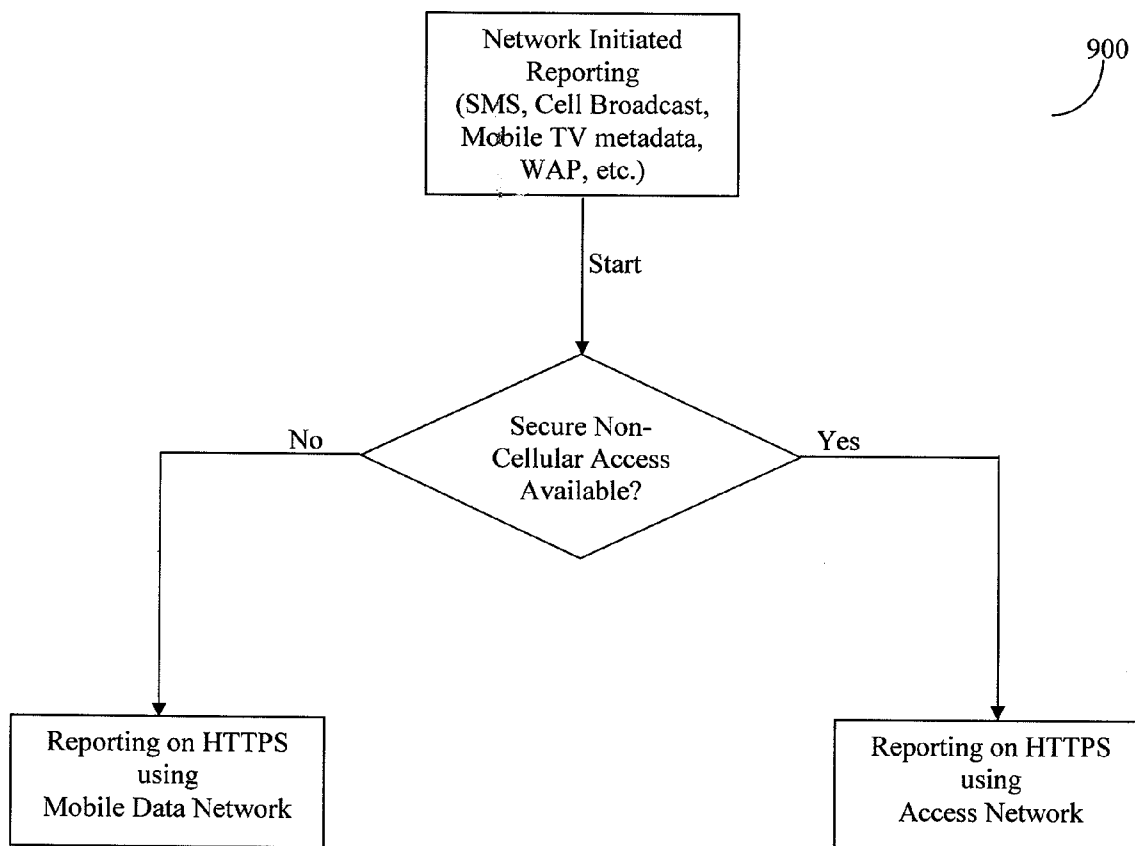 Network Initiated
Reporting
(SMS, Cell Broadcast,
Mobile TV metadata,
WAP, etc.)
900
Start
Secure Non-
Cellular Access
Available?
No
Yes
Reporting on HTTPS
using
Mobile Data Network
Reporting on HTTPS
using
Access Network